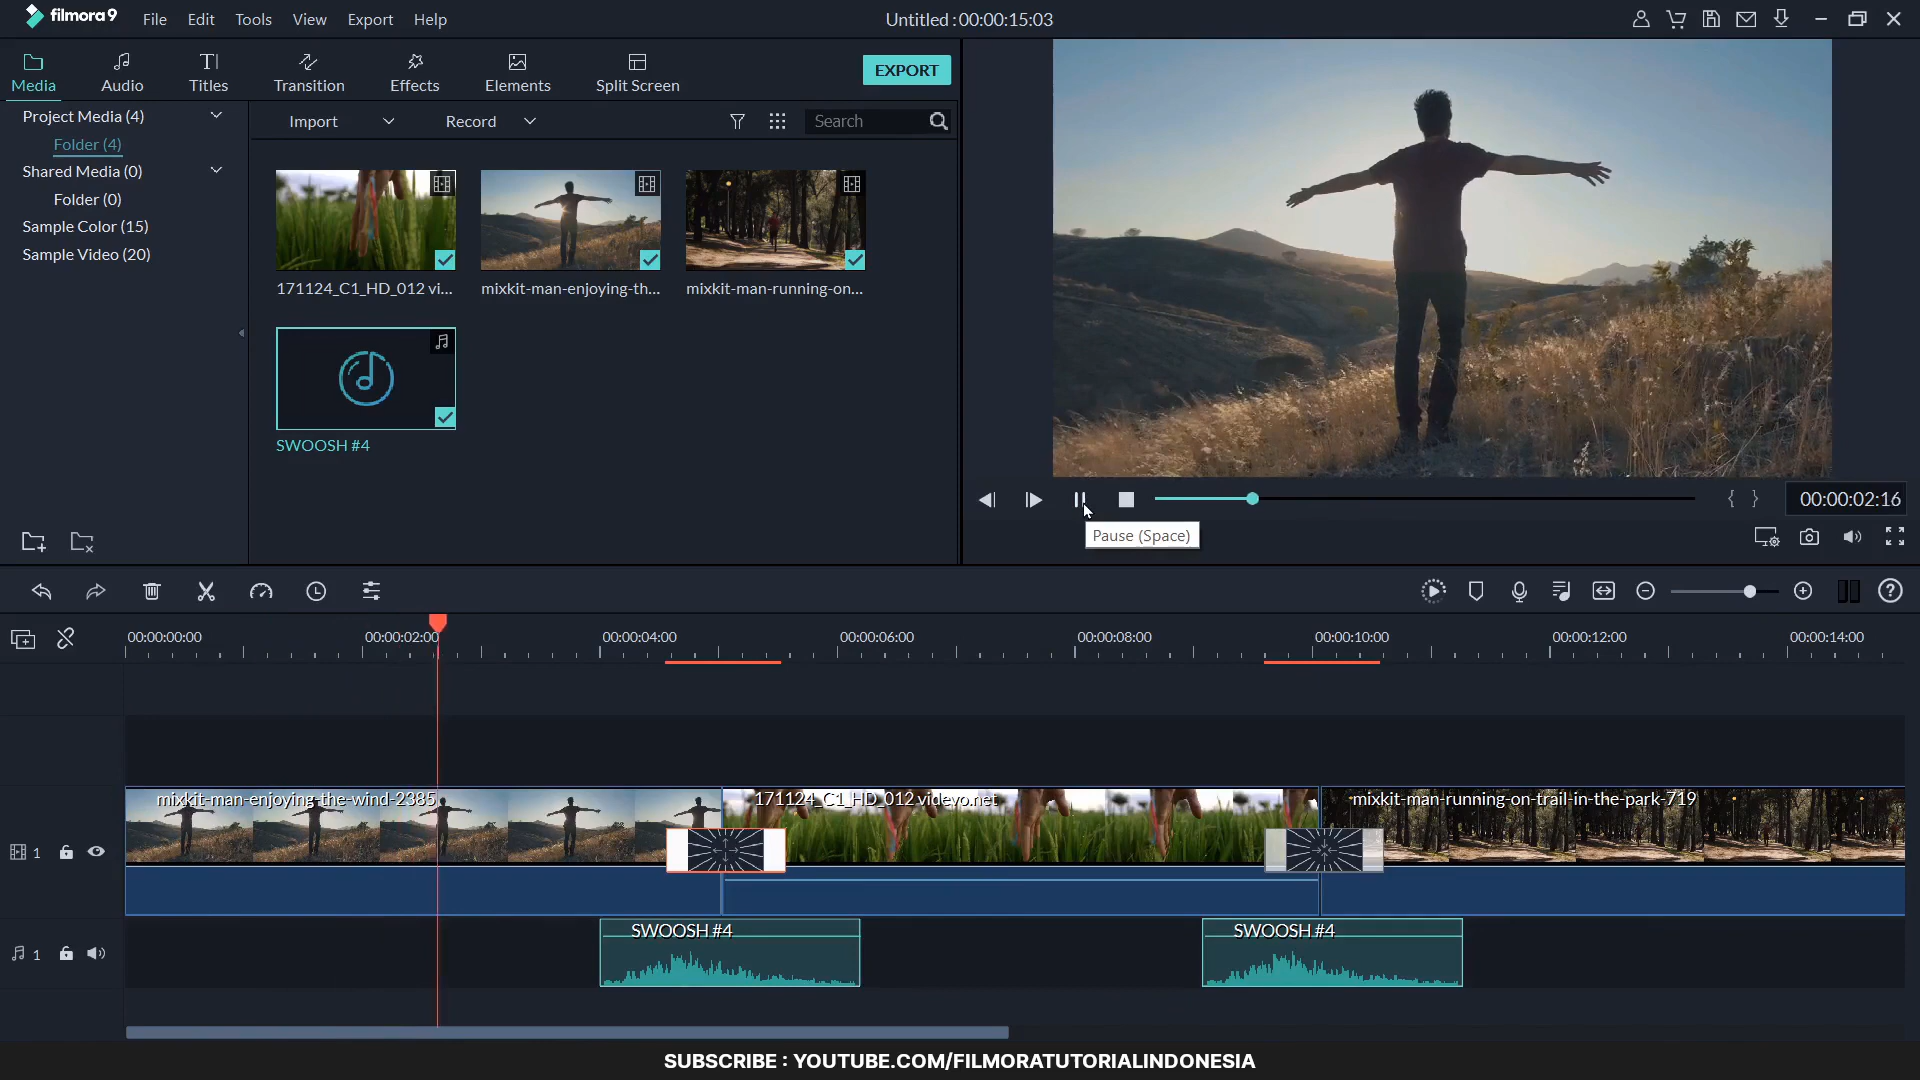 filmora9
File Edit Tools View Export Help
Untitled : 00:00:15:03
Media
Audio
Titles
Transition
Effects
Elements
Split Screen
EXPORT
Project Media (4)
Folder (4)
Shared Media (0)
Folder (0)
Sample Color (15)
Sample Video (20)
Import
Record
Search
171124_C1_HD_012 vi...
mixkit-man-enjoying-th...
mixkit-man-running-on...
SWOOSH #4
00:00:02:16
Pause (Space)
00:00:00:00
00:00:02:00
00:00:04:00
00:00:06:00
00:00:08:00
00:00:10:00
00:00:12:00
00:00:14:00
mixkit-man-enjoying-the-wind-2385
171124_C1_HD_012 videvo.net
mixkit-man-running-on-trail-in-the-park-719
1
SWOOSH #4
SWOOSH #4
1
SUBSCRIBE : YOUTUBE.COM/FILMORATUTORIALINDONESIA